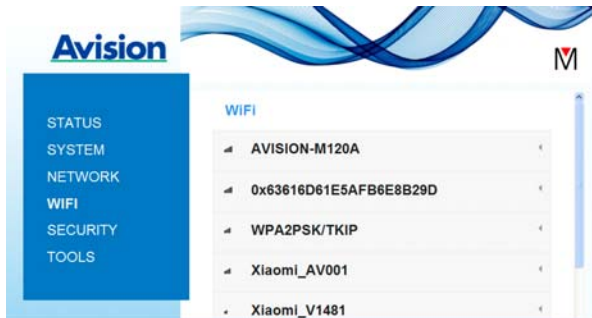 Avision
M
STATUS
SYSTEM
NETWORK
WIFI
SECURITY
TOOLS
WiFi
AVISION-M120A
0x63616D61E5AFB6E8B29D
WPA2PSK/TKIP
Xiaomi_AV001
Xiaomi_V1481